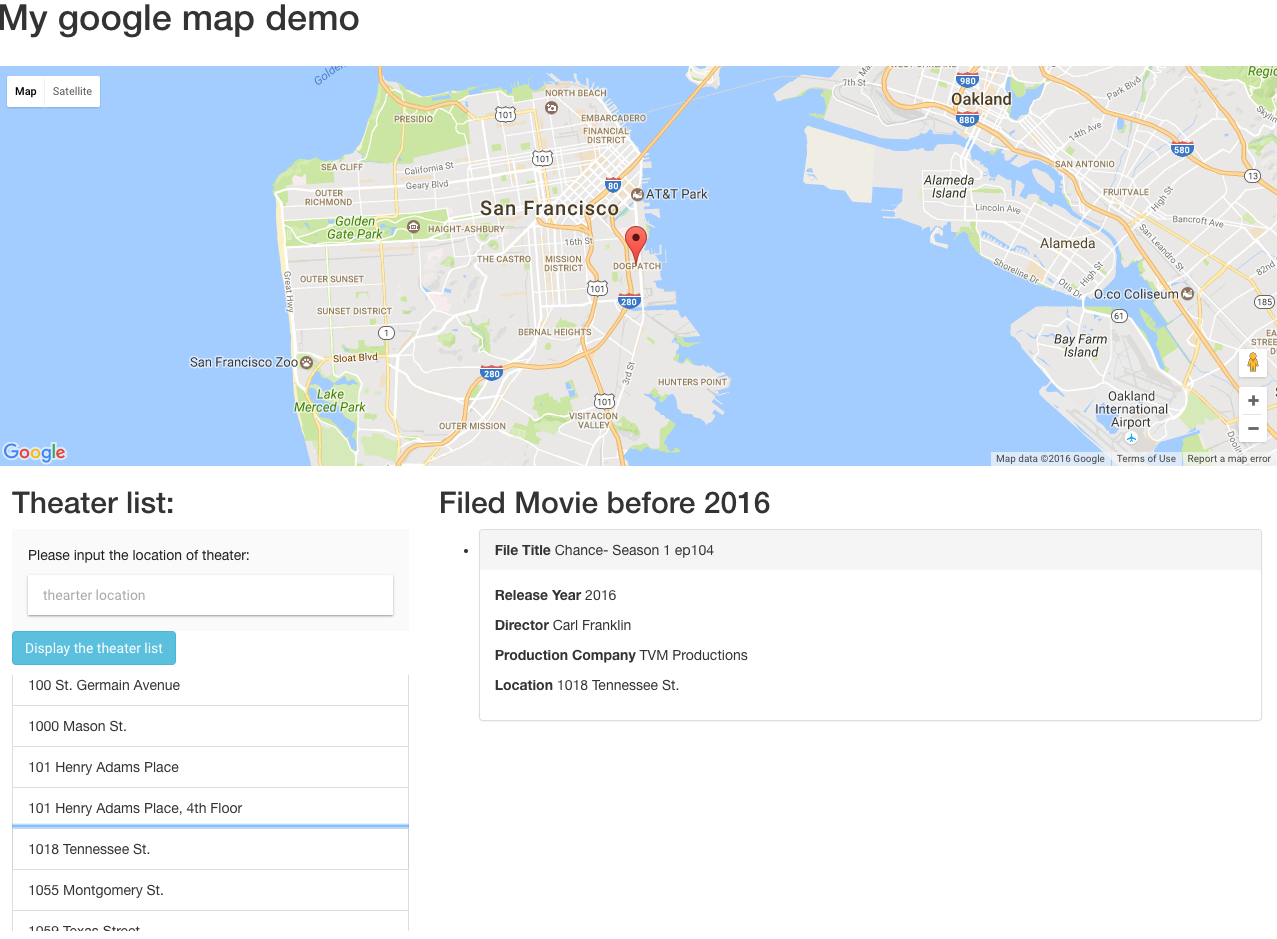 My google map demo
Map Satellite
Golden
NORTH BEACH
PRESIDIO
101
EMBARCADERO
FINANCIAL
DISTRICT
101
SEA CLIFF
California St
Geary Blvd
80
OUTER
RICHMOND
AT&T Park
San Francisco
Golden
Gate Park
HAIGHT-ASHBURY
16th St
THE CASTRO
MISSION
DISTRICT
DOGPATCH
OUTER SUNSET
Great Hwy
101
280
SUNSET DISTRICT
1
BERNAL HEIGHTS
San Francisco Zoo
Sloat Blvd
280
3rd St
HUNTERS POINT
Lake
Merced Park
101
VISITACION
VALLEY
OUTER MISSION
7th St
980
Oakland
880
Park Blvd
14th Ave
580
SAN ANTONIO
13
Alameda
Island
FRUITVALE
High St
Lincoln Ave
Bancroft Ave
San Leandro St
Alameda
82nd
Shoreline Dr
High St
Otis Dr
O.co Coliseum
185
61
Bay Farm
Island
Oakland
International
Airport
+
−
Google
Map data ©2016 Google Terms of Use Report a map error
Theater list:
Please input the location of theater:
thearter location
Display the theater list
100 St. Germain Avenue
1000 Mason St.
101 Henry Adams Place
101 Henry Adams Place, 4th Floor
1018 Tennessee St.
1055 Montgomery St.
1059 Texas Street
Filed Movie before 2016
File Title Chance- Season 1 ep104
Release Year 2016
Director Carl Franklin
Production Company TVM Productions
Location 1018 Tennessee St.